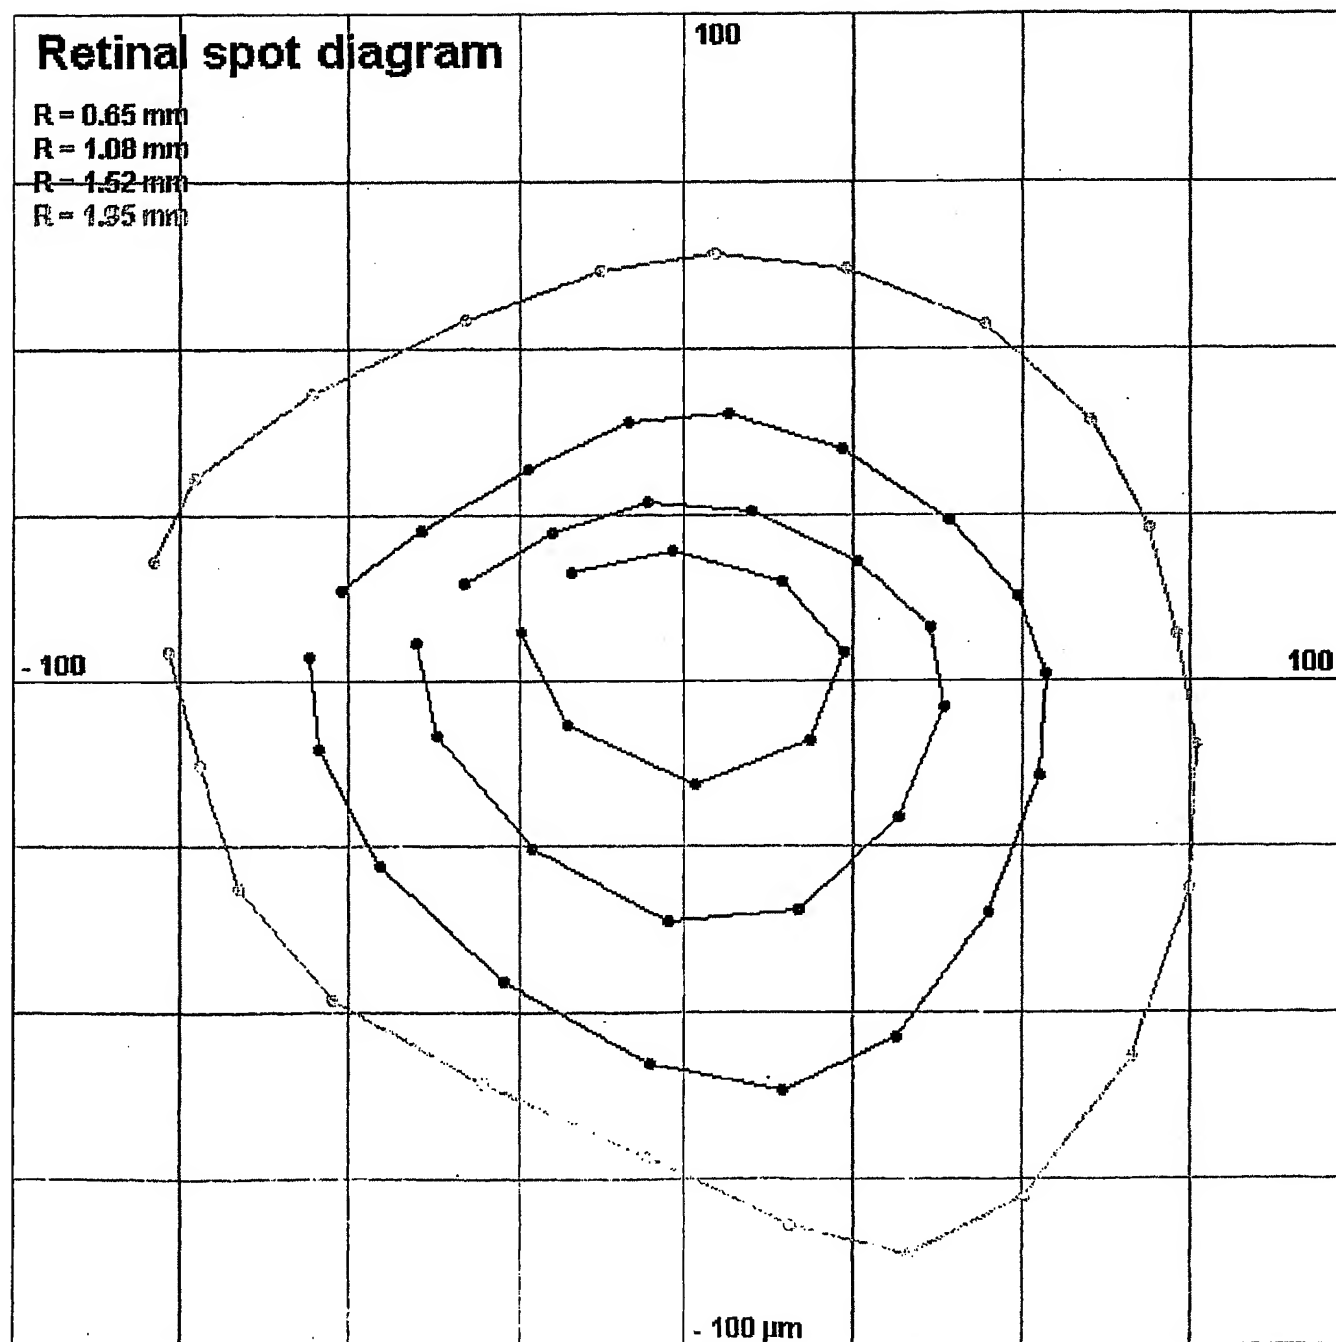 Retinal spot diagram
100
R = 0.65 mm
R = 1.08 mm
R = 1.52 mm
R = 1.95 mm
- 100
100
- 100 µm